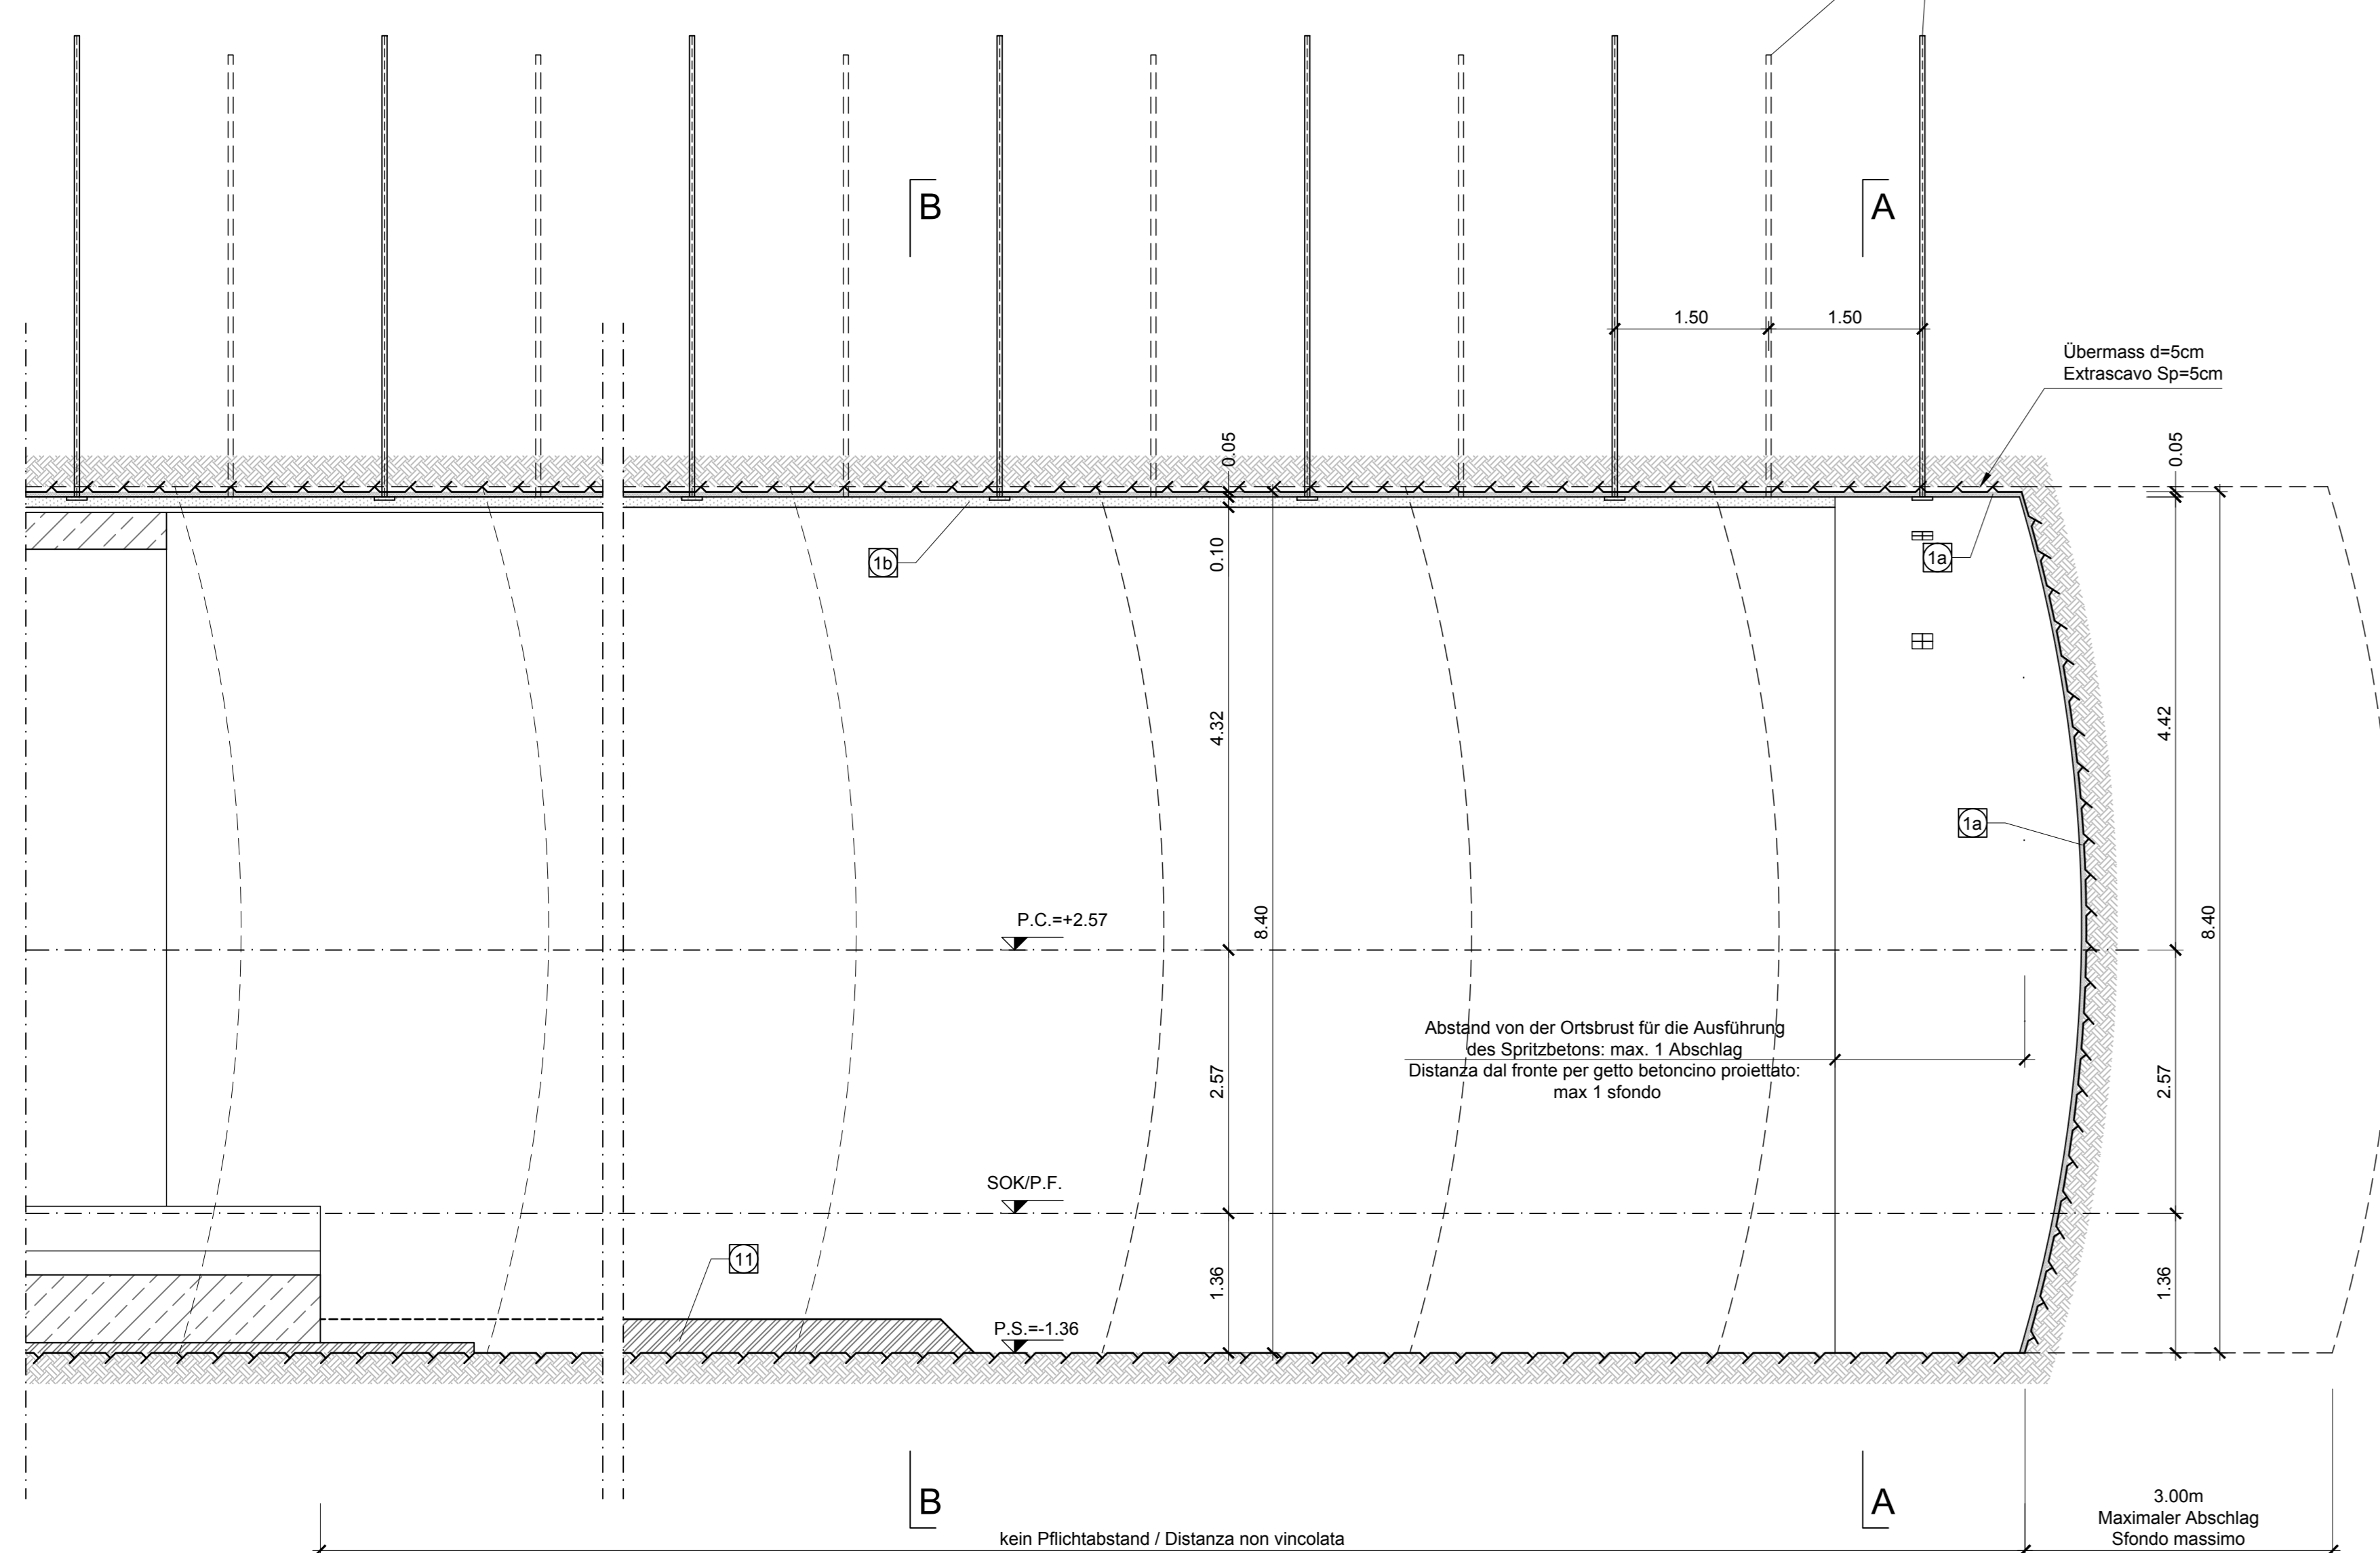 B
A
1.50
1.50
Übermass d=5cm
Extrascavo Sp=5cm
0.05
0.05
1b
0.10
1a
4.32
4.42
1a
P.C.=+2.57
8.40
8.40
Abstand von der Ortsbrust für die Ausführung
des Spritzbetons: max. 1 Abschlag
Distanza dal fronte per getto betoncino proiettato:
max 1 sfondo
2.57
2.57
SOK/P.F.
11
1.36
1.36
P.S.=-1.36
B
A
kein Pflichtabstand / Distanza non vincolata
3.00m
Maximaler Abschlag
Sfondo massimo